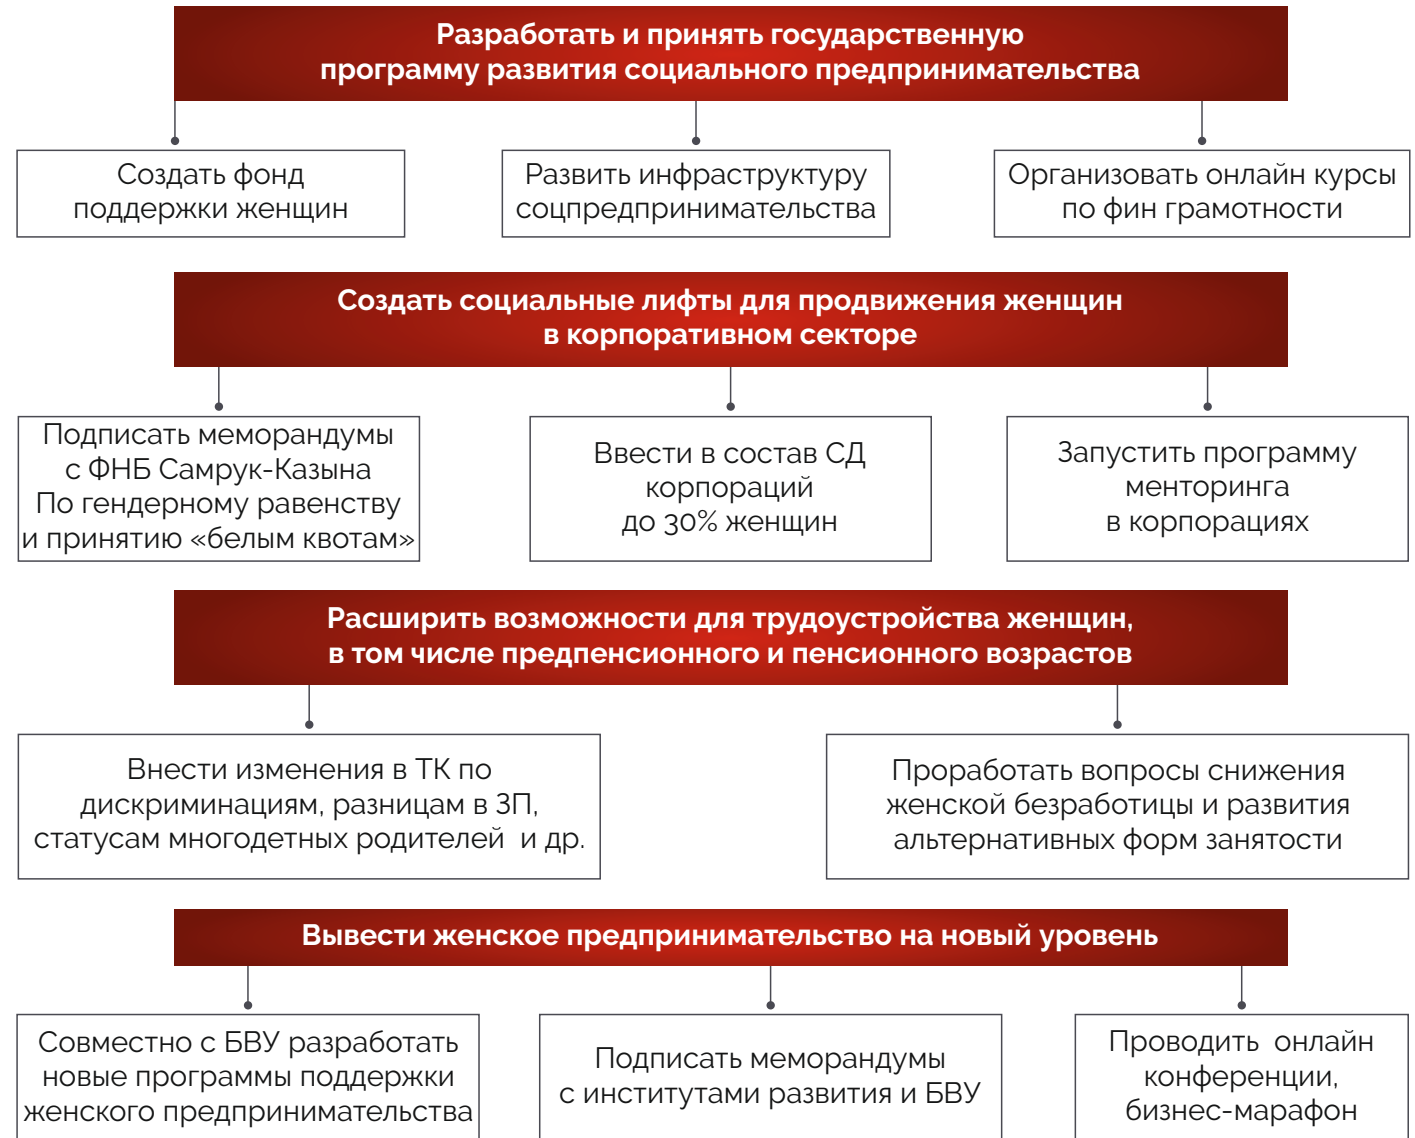 Разработать и принять государственную
программу развития социального предпринимательства
Создать фонд
поддержки женщин
Развить инфраструктуру
соцпредпринимательства
Организовать онлайн курсы
по фин грамотности
Создать социальные лифты для продвижения женщин
в корпоративном секторе
Подписать меморандумы
с ФНБ Самрук-Казына
По гендерному равенству
и принятию «белым квотам»
Ввести в состав СД
корпораций
до 30% женщин
Запустить программу
менторинга
в корпорациях
Расширить возможности для трудоустройства женщин,
в том числе предпенсионного и пенсионного возрастов
Внести изменения в ТК по
дискриминациям, разницам в ЗП,
статусам многодетных родителей и др.
Проработать вопросы снижения
женской безработицы и развития
альтернативных форм занятости
Вывести женское предпринимательство на новый уровень
Совместно с БВУ разработать
новые программы поддержки
женского предпринимательства
Подписать меморандумы
с институтами развития и БВУ
Проводить онлайн
конференции,
бизнес-марафон